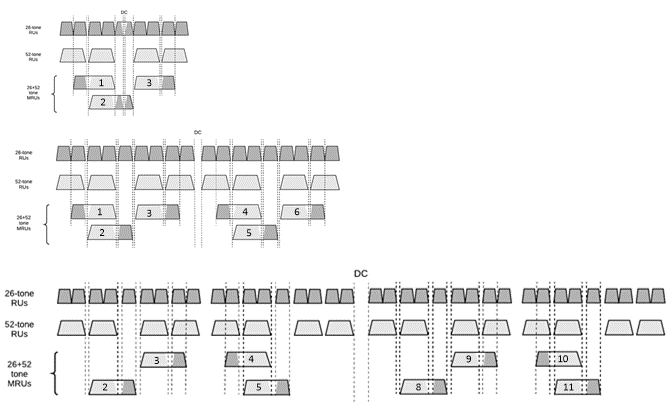 DC
26-tone
RUs
52-tone
RUs
1
3
26+52
tone
MRUs
2
DC
26-tone
RUs
52-tone
RUs
1
3
4
6
26+52
tone
MRUs
2
5
DC
26-tone
RUs
52-tone
RUs
3
4
9
10
26+52
tone
MRUs
2
5
8
11